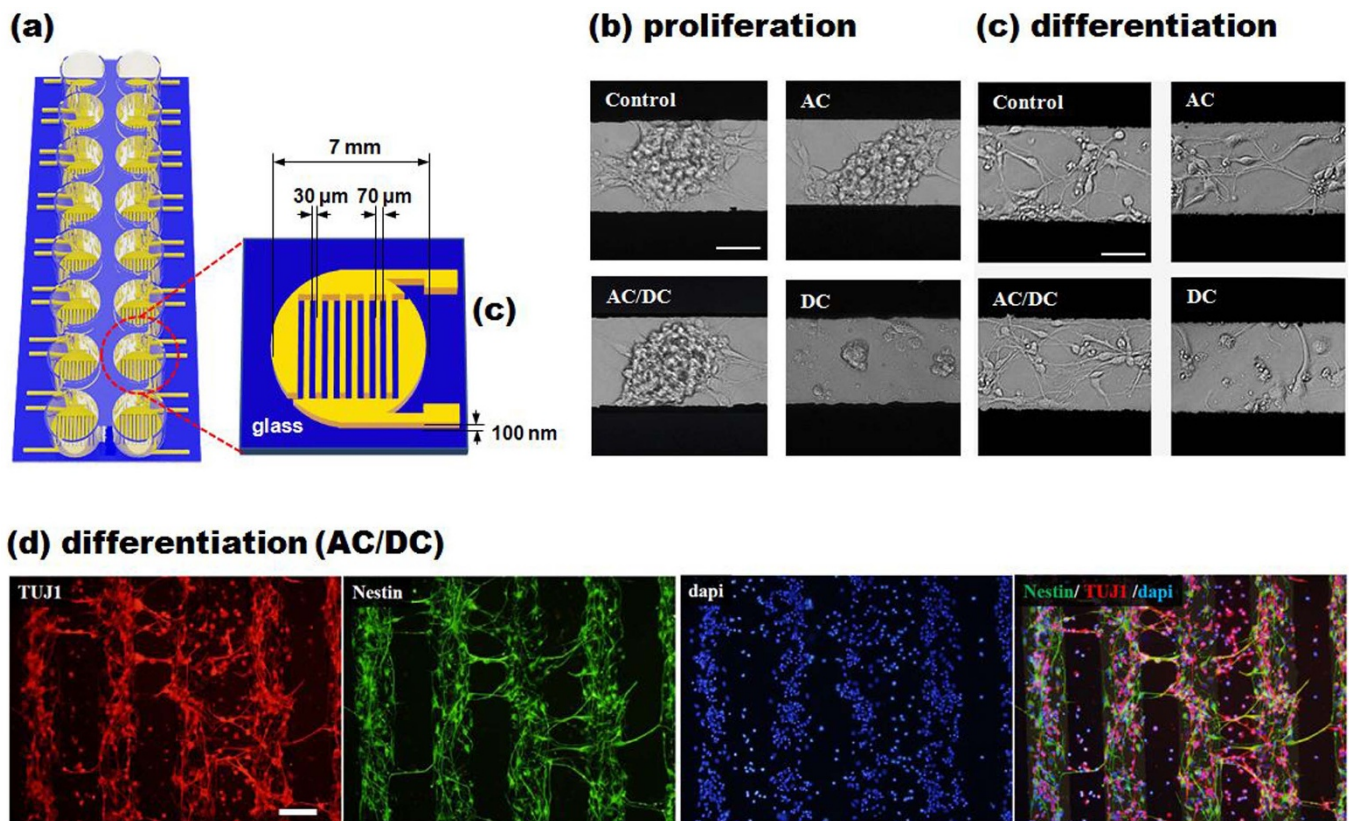 (a)
7 mm
30 µm
70 µm
(c)
glass
100 nm
(b) proliferation
Control
AC
AC/DC
DC
(c) differentiation
Control
AC
AC/DC
DC
(d) differentiation (AC/DC)
TUJ1
Nestin
dapi
Nestin/ TUJ1 /dapi